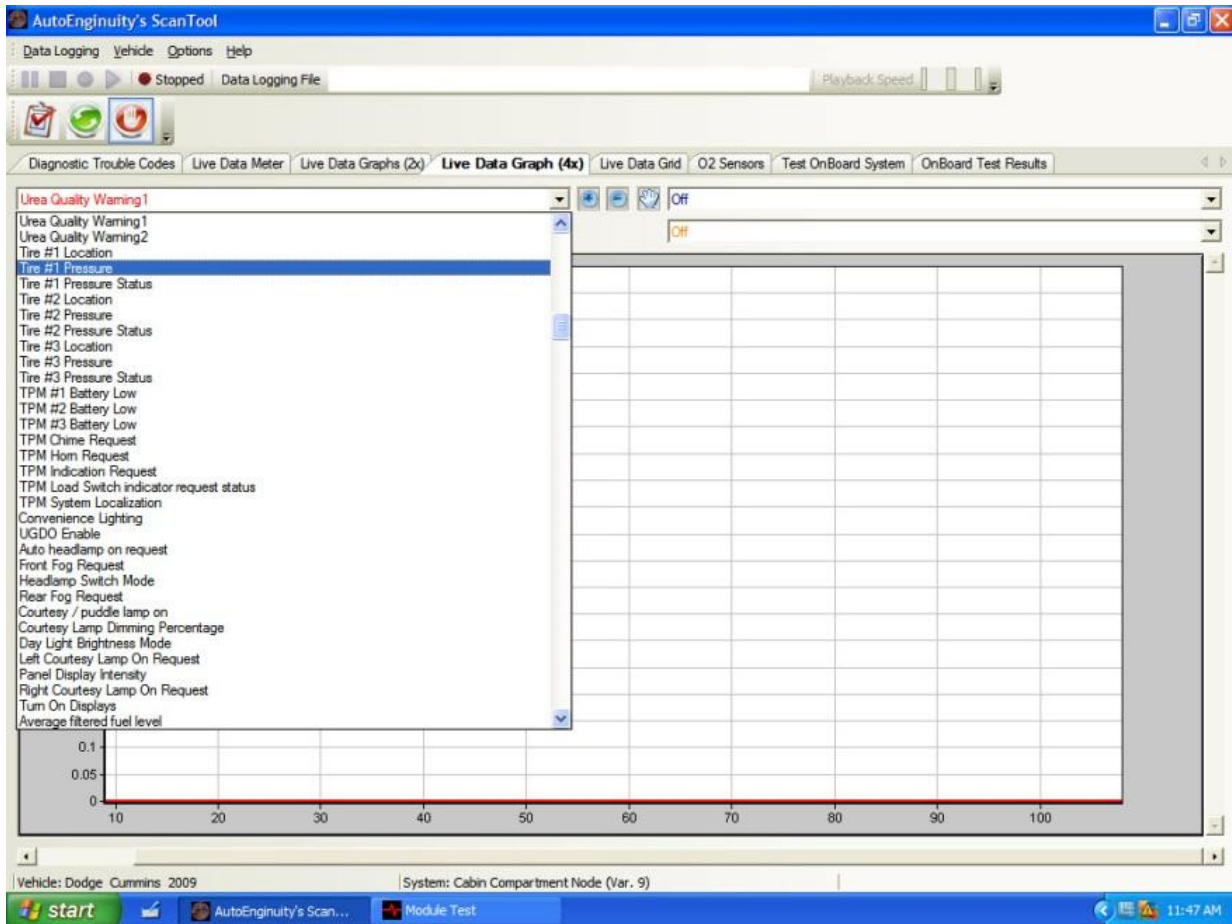 AutoEnginuity's ScanTool
Data Logging Vehicle Options Help
Stopped Data Logging File Playback Speed
Diagnostic Trouble Codes Live Data Meter Live Data Graphs (2x) Live Data Graph (4x) Live Data Grid O2 Sensors Test OnBoard System OnBoard Test Results
Urea Quality Warning1 Off
Off
Urea Quality Warning1
Urea Quality Warning2
Tire #1 Location
Tire #1 Pressure
Tire #1 Pressure Status
Tire #2 Location
Tire #2 Pressure
Tire #2 Pressure Status
Tire #3 Location
Tire #3 Pressure
Tire #3 Pressure Status
TPM #1 Battery Low
TPM #2 Battery Low
TPM #3 Battery Low
TPM Chime Request
TPM Horn Request
TPM Indication Request
TPM Load Switch indicator request status
TPM System Localization
Convenience Lighting
UGDO Enable
Auto headlamp on request
Front Fog Request
Headlamp Switch Mode
Rear Fog Request
Courtesy / puddle lamp on
Courtesy Lamp Dimming Percentage
Day Light Brightness Mode
Left Courtesy Lamp On Request
Panel Display Intensity
Right Courtesy Lamp On Request
Turn On Displays
Average filtered fuel level
0.1
0.05
0
10 20 30 40 50 60 70 80 90 100
Vehicle: Dodge Cummins 2009 System: Cabin Compartment Node (Var. 9)
start AutoEnginuity's Scan... Module Test 11:47 AM